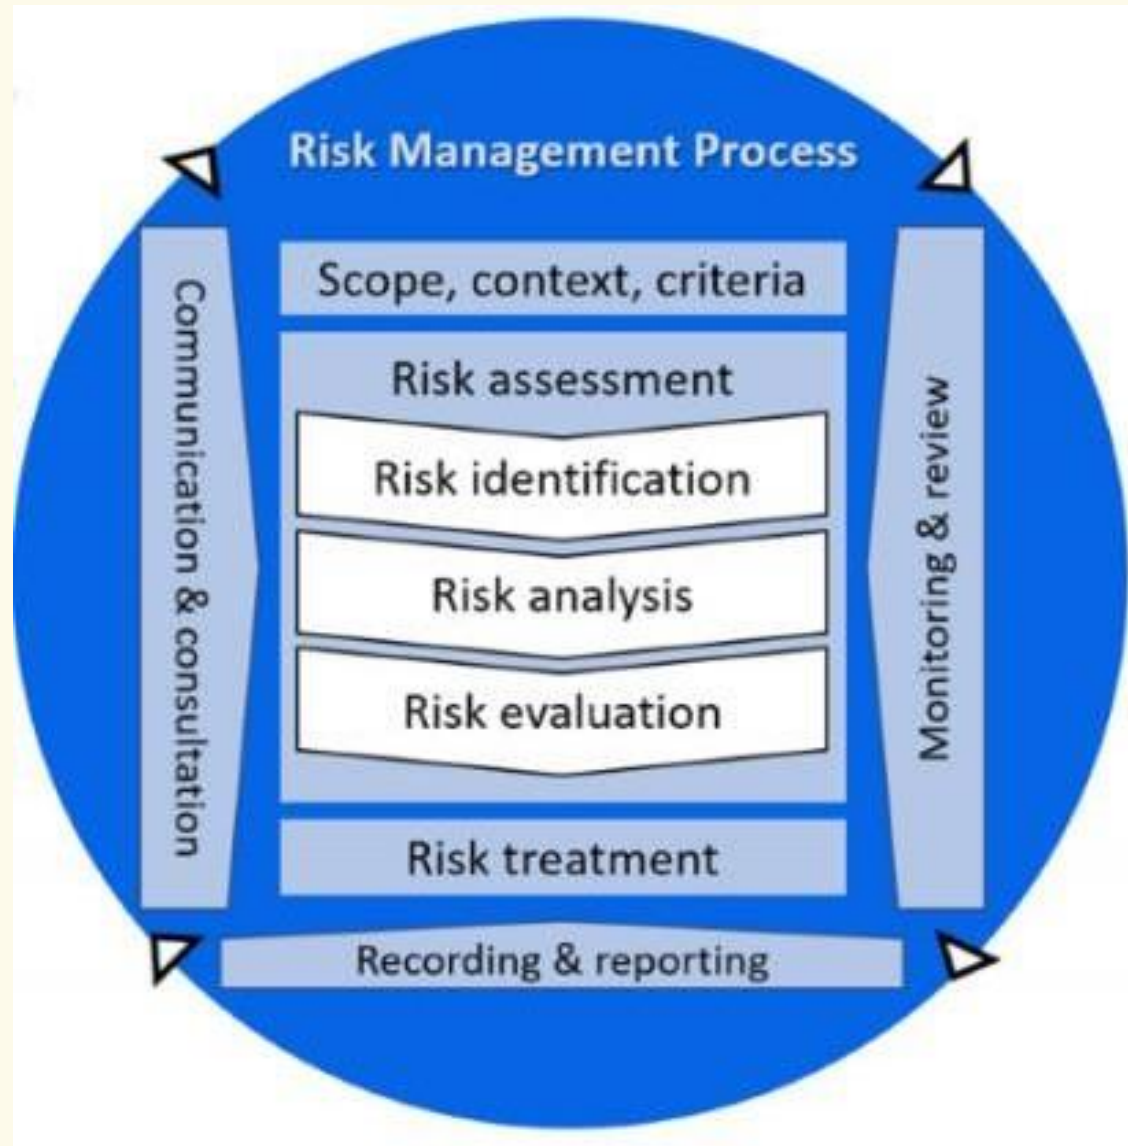 Risk Management Process
Communication & consultation
Scope, context, criteria
Risk assessment
Risk identification
Risk analysis
Risk evaluation
Risk treatment
Monitoring & review
Recording & reporting